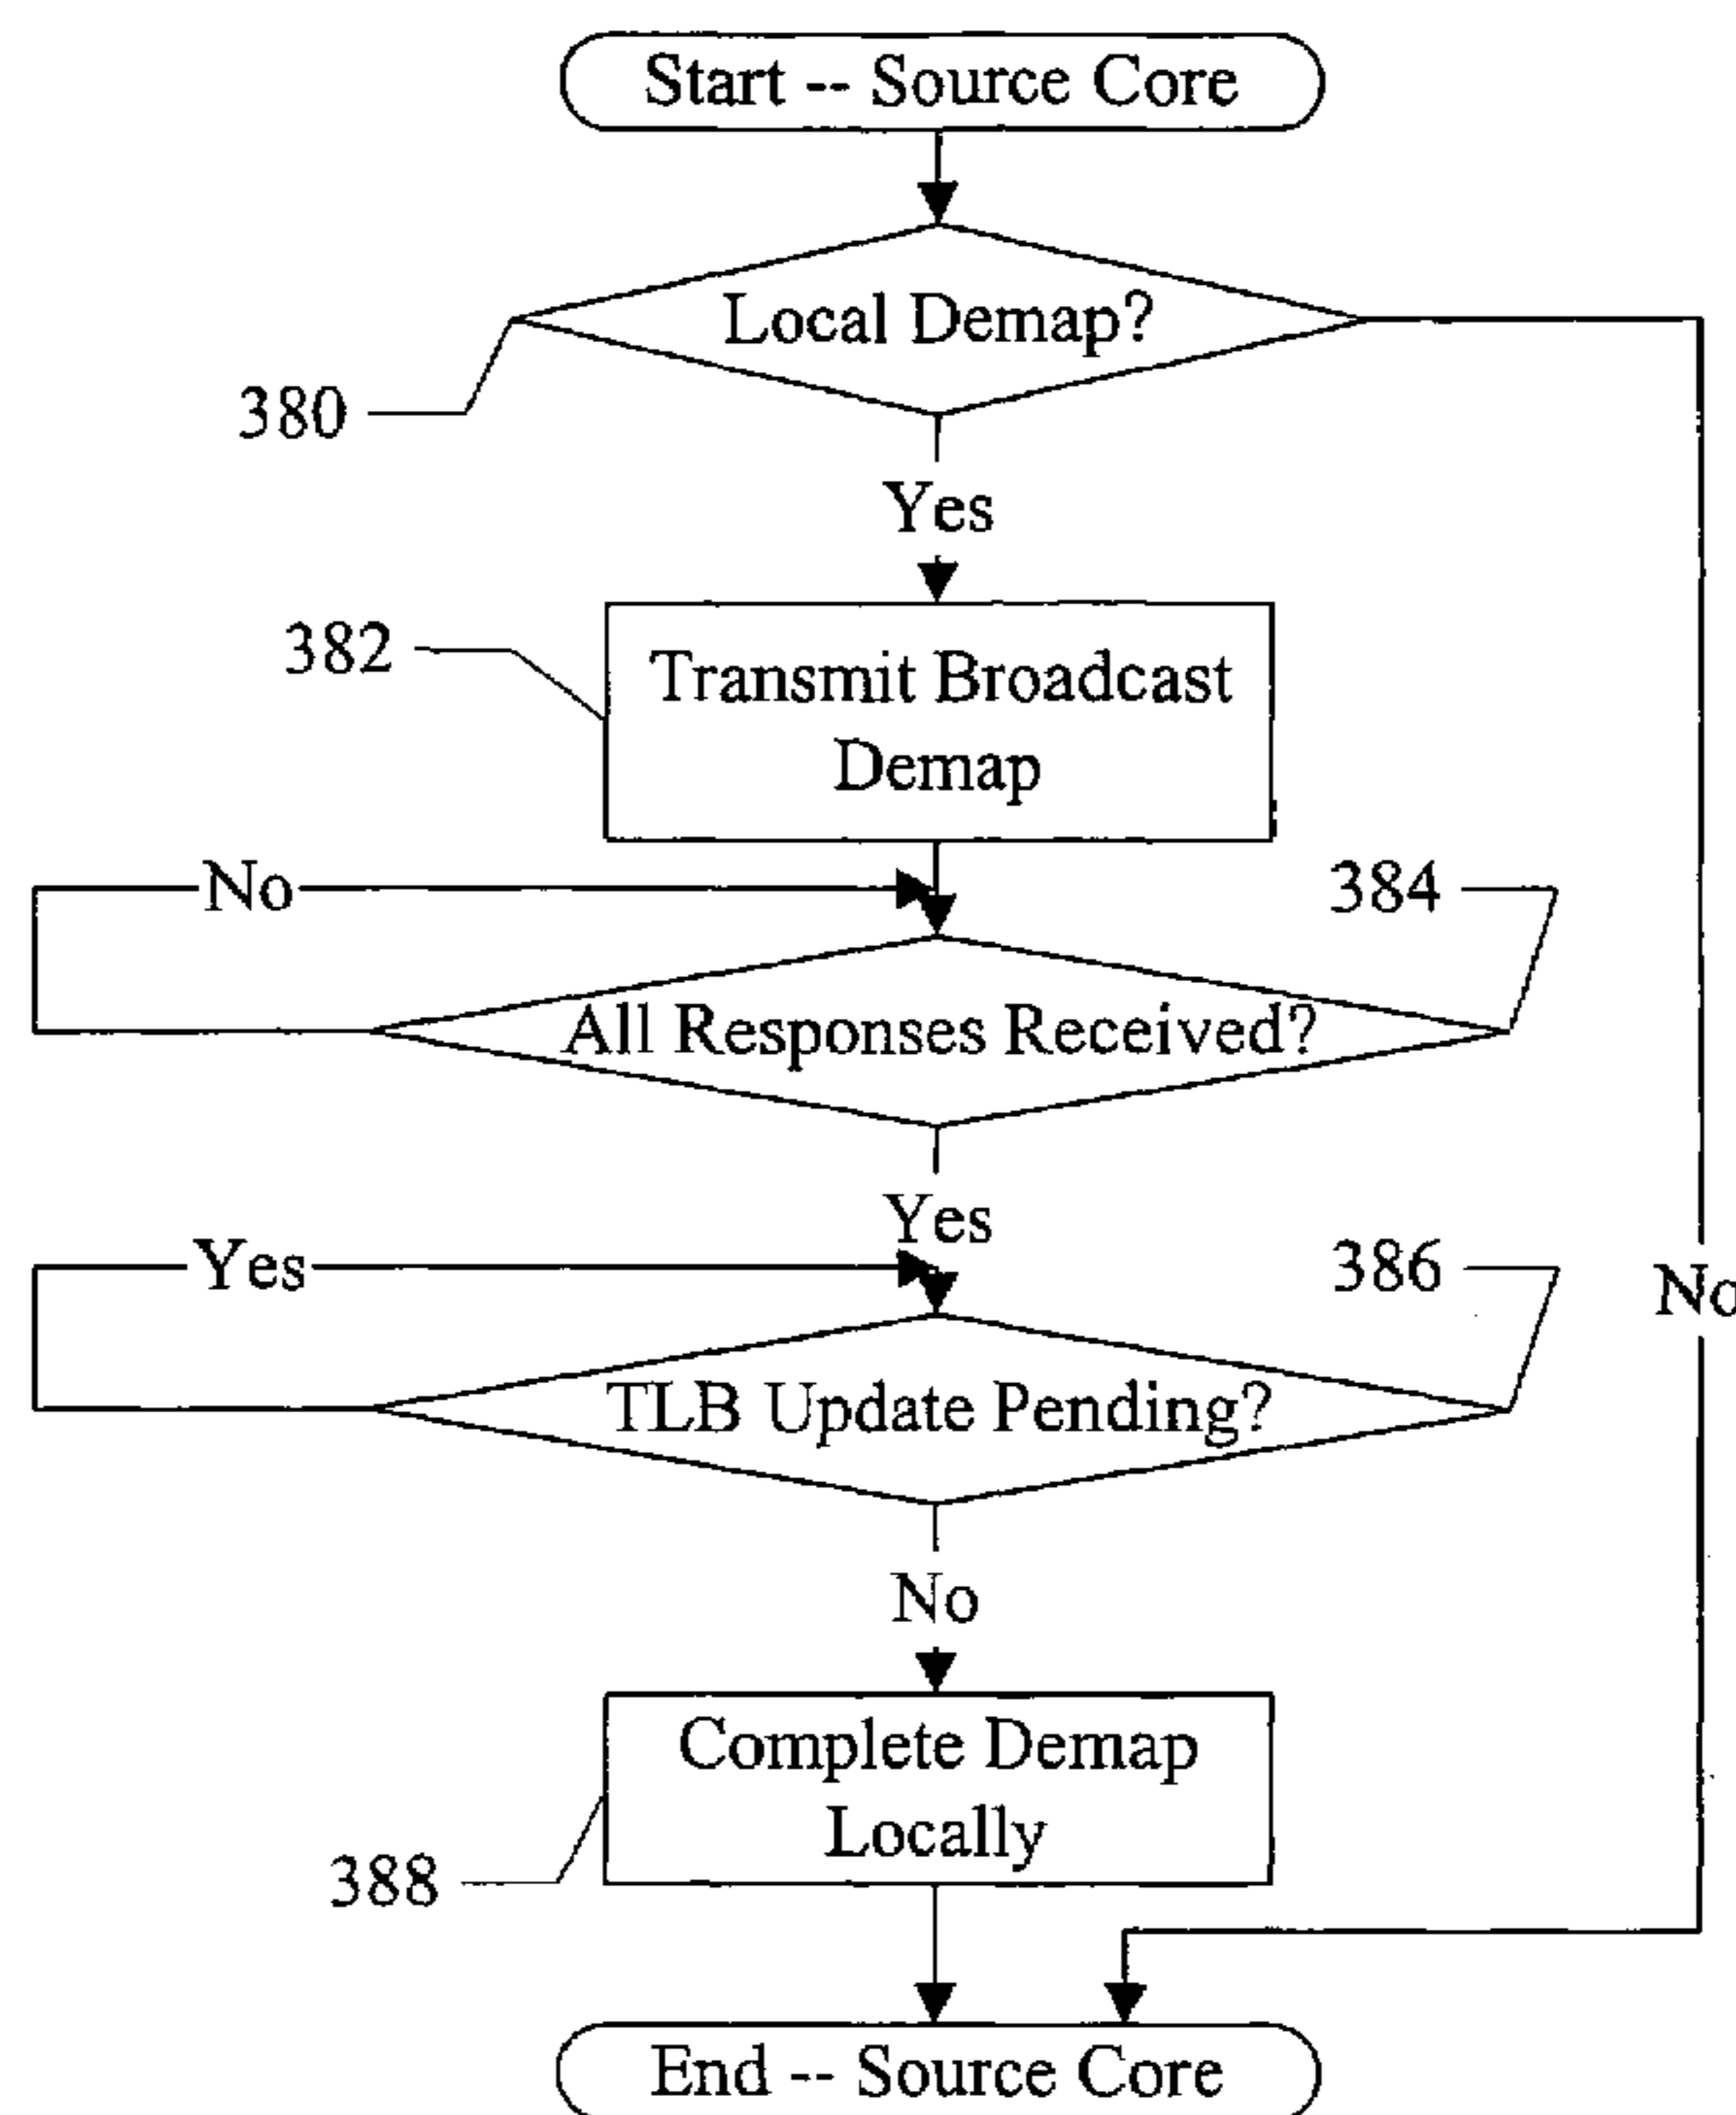 Start -- Source Core
Local Demap?
380
Yes
382
Transmit Broadcast
Demap
No
384
All Responses Received?
Yes
Yes
386
No
TLB Update Pending?
No
Complete Demap
Locally
388
End -- Source Core